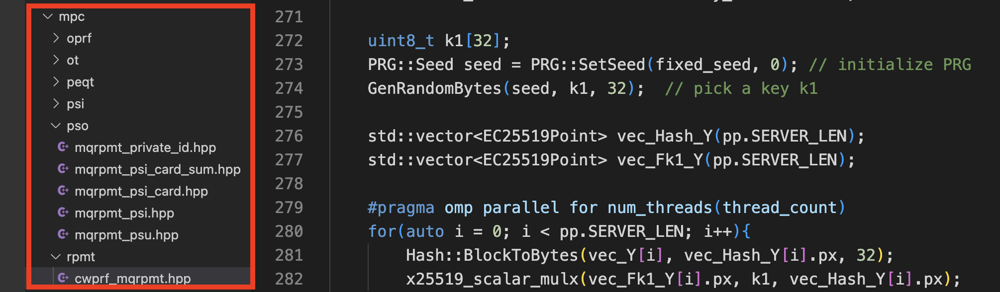 mpc
oprf
ot
peqt
psi
pso
mqrpmt_private_id.hpp
mqrpmt_psi_card_sum.hpp
mqrpmt_psi_card.hpp
mqrpmt_psi.hpp
mqrpmt_psu.hpp
rpmt
cwprf_mqrpmt.hpp
271
272 uint8_t k1[32];
273 PRG::Seed seed = PRG::SetSeed(fixed_seed, 0); // initialize PRG
274 GenRandomBytes(seed, k1, 32);  // pick a key k1
275
276 std::vector<EC25519Point> vec_Hash_Y(pp.SERVER_LEN);
277 std::vector<EC25519Point> vec_Fk1_Y(pp.SERVER_LEN);
278
279 #pragma omp parallel for num_threads(thread_count)
280 for(auto i = 0; i < pp.SERVER_LEN; i++){
281 Hash::BlockToBytes(vec_Y[i], vec_Hash_Y[i].px, 32);
282 x25519_scalar_mulx(vec_Fk1_Y[i].px, k1, vec_Hash_Y[i].px);